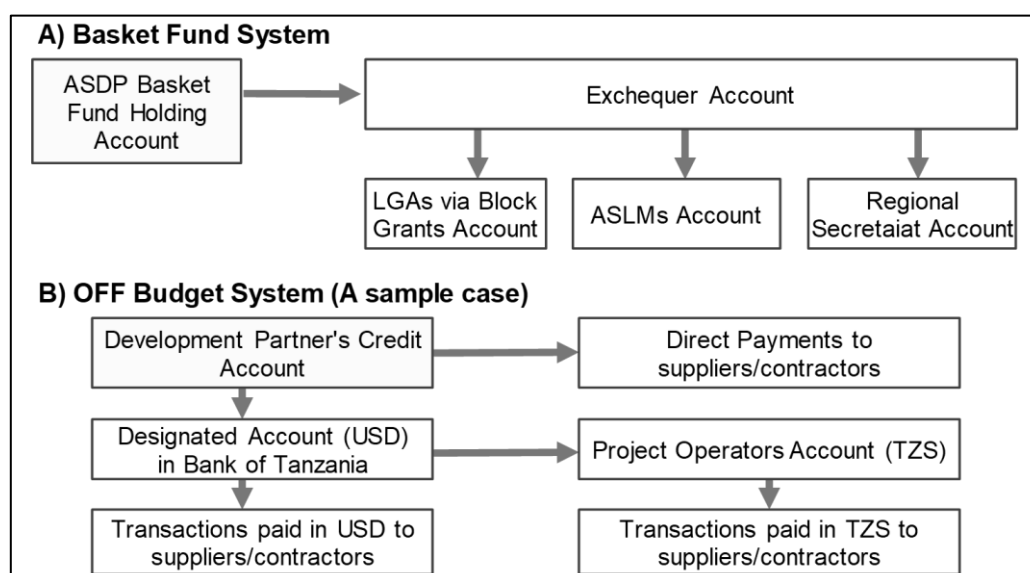 A) Basket Fund System
ASDP Basket
Fund Holding
Account
Exchequer Account
LGAs via Block
Grants Account
ASLMs Account
Regional
Secretaiat Account
B) OFF Budget System (A sample case)
Development Partner's Credit
Account
Direct Payments to
suppliers/contractors
Designated Account (USD)
in Bank of Tanzania
Project Operators Account (TZS)
Transactions paid in USD to
suppliers/contractors
Transactions paid in TZS to
suppliers/contractors